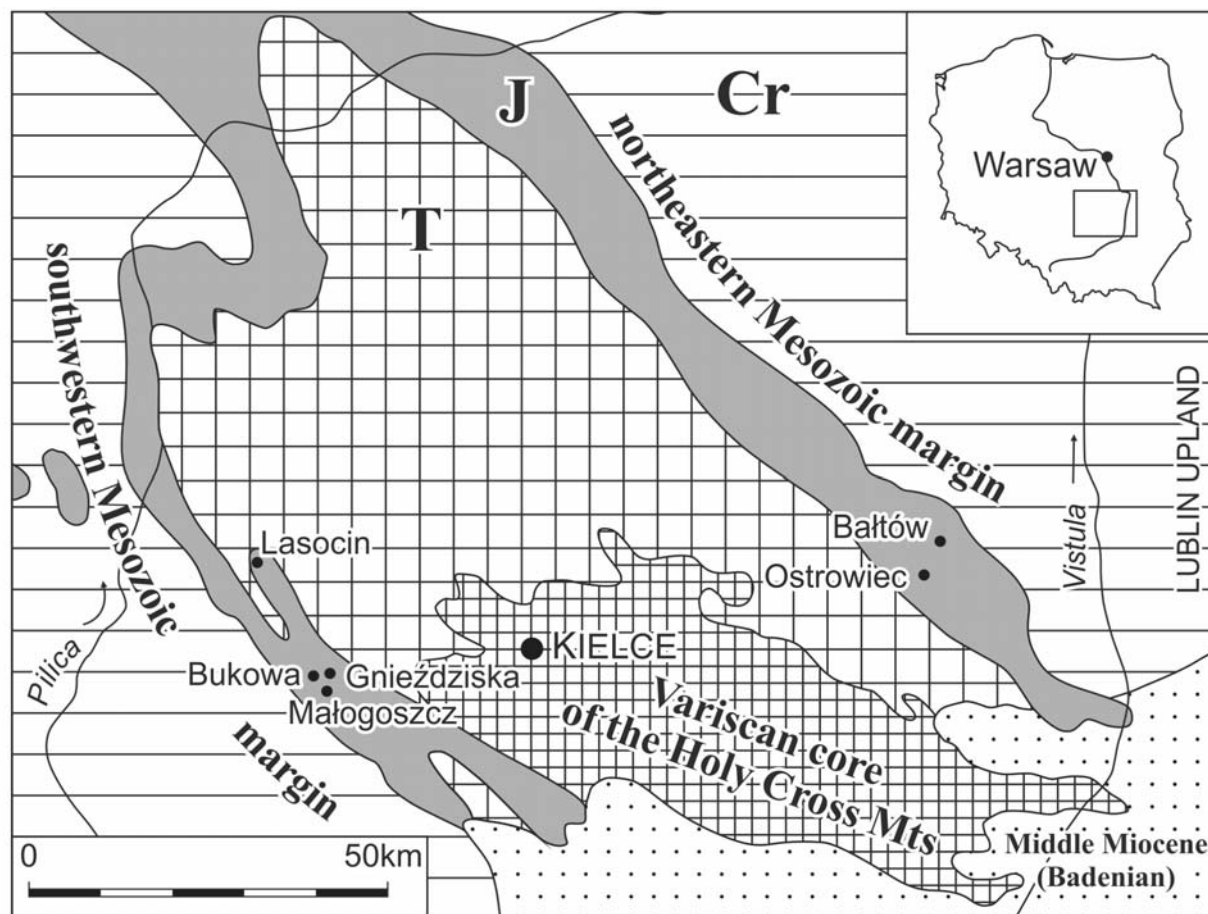 J
Cr
Warsaw
T
northeastern Mesozoic margin
southwestern Mesozoic
margin
LUBLIN UPLAND
Vistula
Pilica
Lasocin
Bałtów
Ostrowiec
KIELCE
Bukowa
Gnieździska
Małogoszcz
Variscan core
of the Holy Cross Mts
Middle Miocene
(Badenian)
0
50km